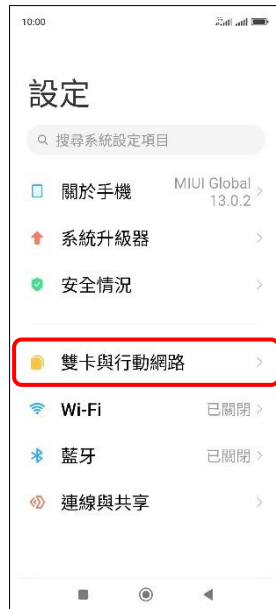 10:00
設定
搜尋系統設定項目
關於手機
MIUI Global
13.0.2
系統升級器
安全情況
雙卡與行動網路
Wi-Fi
已關閉
藍牙
已關閉
連線與共享